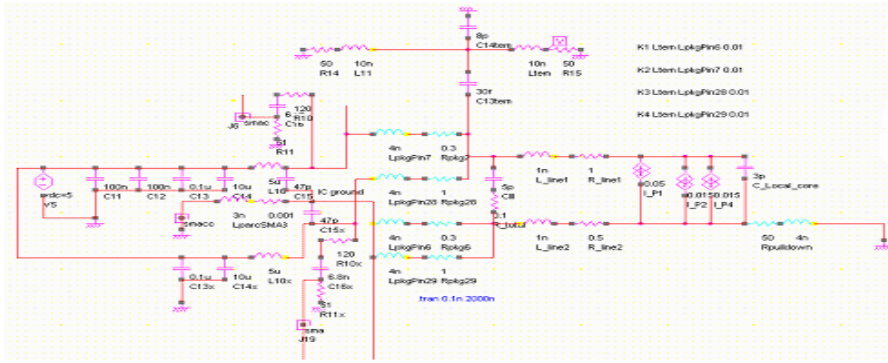 8p
C14tem
50
R14
10n
L11
10n
Ltem
50
R15
K1 Ltem LpkgPin6 0.01
K2 Ltem LpkgPin7 0.01
K3 Ltem LpkgPin28 0.01
K4 Ltem LpkgPin29 0.01
30f
C13tem
120
R10
J6
smac
C16
51
R11
4n
LpkgPin7
0.3
Rpkg7
vdc=5
v5
100n
C11
100n
C12
0.1u
C13
10u
C14
5u
L10
47p
C15
IC ground
4n
LpkgPin28
1
Rpkg28
5p
C8
1n
L_line1
1
R_line1
0.05
I_P1
0.015
I_P2
0.015
I_P4
3p
C_Local_cons
smaco
3n
LparcSMA3
0.001
47p
C15x
0.1
4n
LpkgPin6
0.3
Rpkg6
1n
L_line2
0.5
R_line2
50
Rpulldown
4n
120
R10x
0.1u
C13x
10u
C14x
5u
L10x
6.8n
C16x
4n
LpkgPin29
1
Rpkg29
51
R11x
.tran 0.1n 2000n
sma
J19